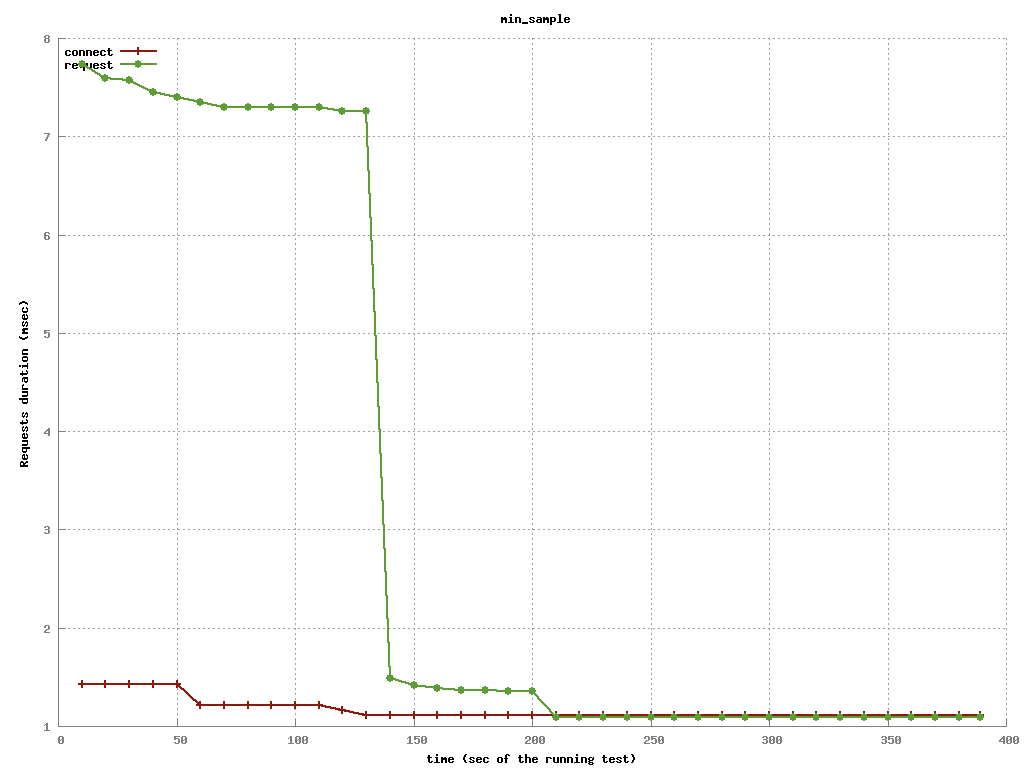 min_sample
connect
request
8
7
6
5
4
3
2
1
Requests duration (msec)
0 50 100 150 200 250 300 350 400
time (sec of the running test)